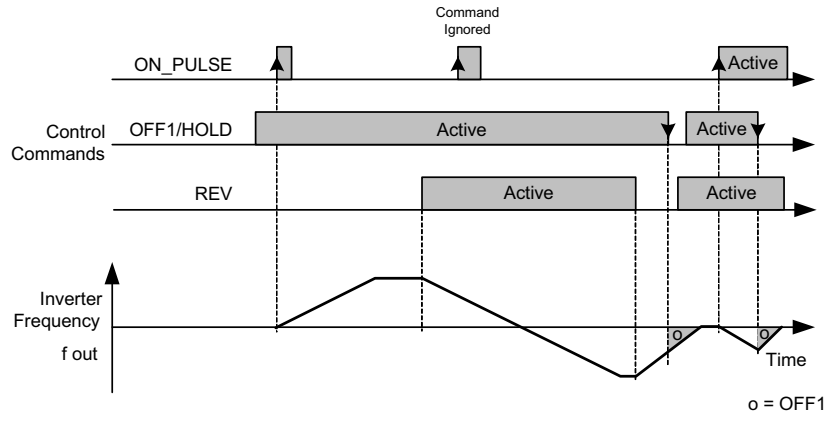 Command
Ignored
ON_PULSE
Active
Control
Commands
OFF1/HOLD
Active
Active
REV
Active
Active
Inverter
Frequency
f out
o
o
Time
o = OFF1